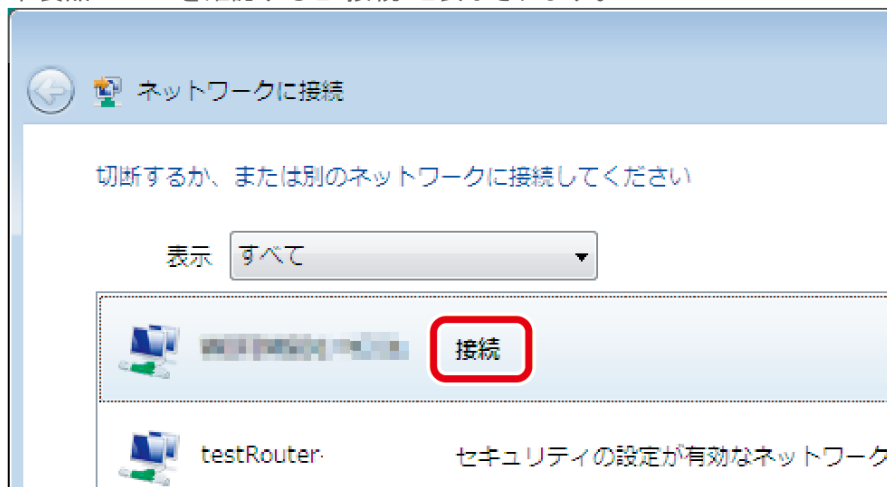 ネットワークに接続
切断するか、または別のネットワークに接続してください
表示 すべて
接続
testRouter セキュリティの設定が有効なネットワーク